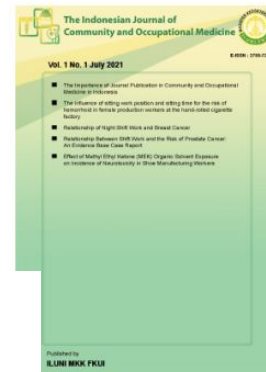 The Indonesian Journal of
Community and Occupational Medicine
E-ISSN :
Vol. 1 No. 1 July 2021
The Importance of Journal Publication in Community and Occupational
Medicine in Indonesia
The influence of sitting work position and sitting time for the risk of
hemorrhoid in female production workers at the hand-rolled cigarette
factory
Relationship of Night Shift Work and Breast Cancer
Relationship Between Shift Work and the Risk of Prostate Cancer:
An Evidence Base Case Report
Effect of Methyl Ethyl Ketone (MEK) Organic Solvent Exposure
on Incidence of Neurotoxicity in Shoe Manufacturing Workers
Published by
ILUNI MKK FKUI